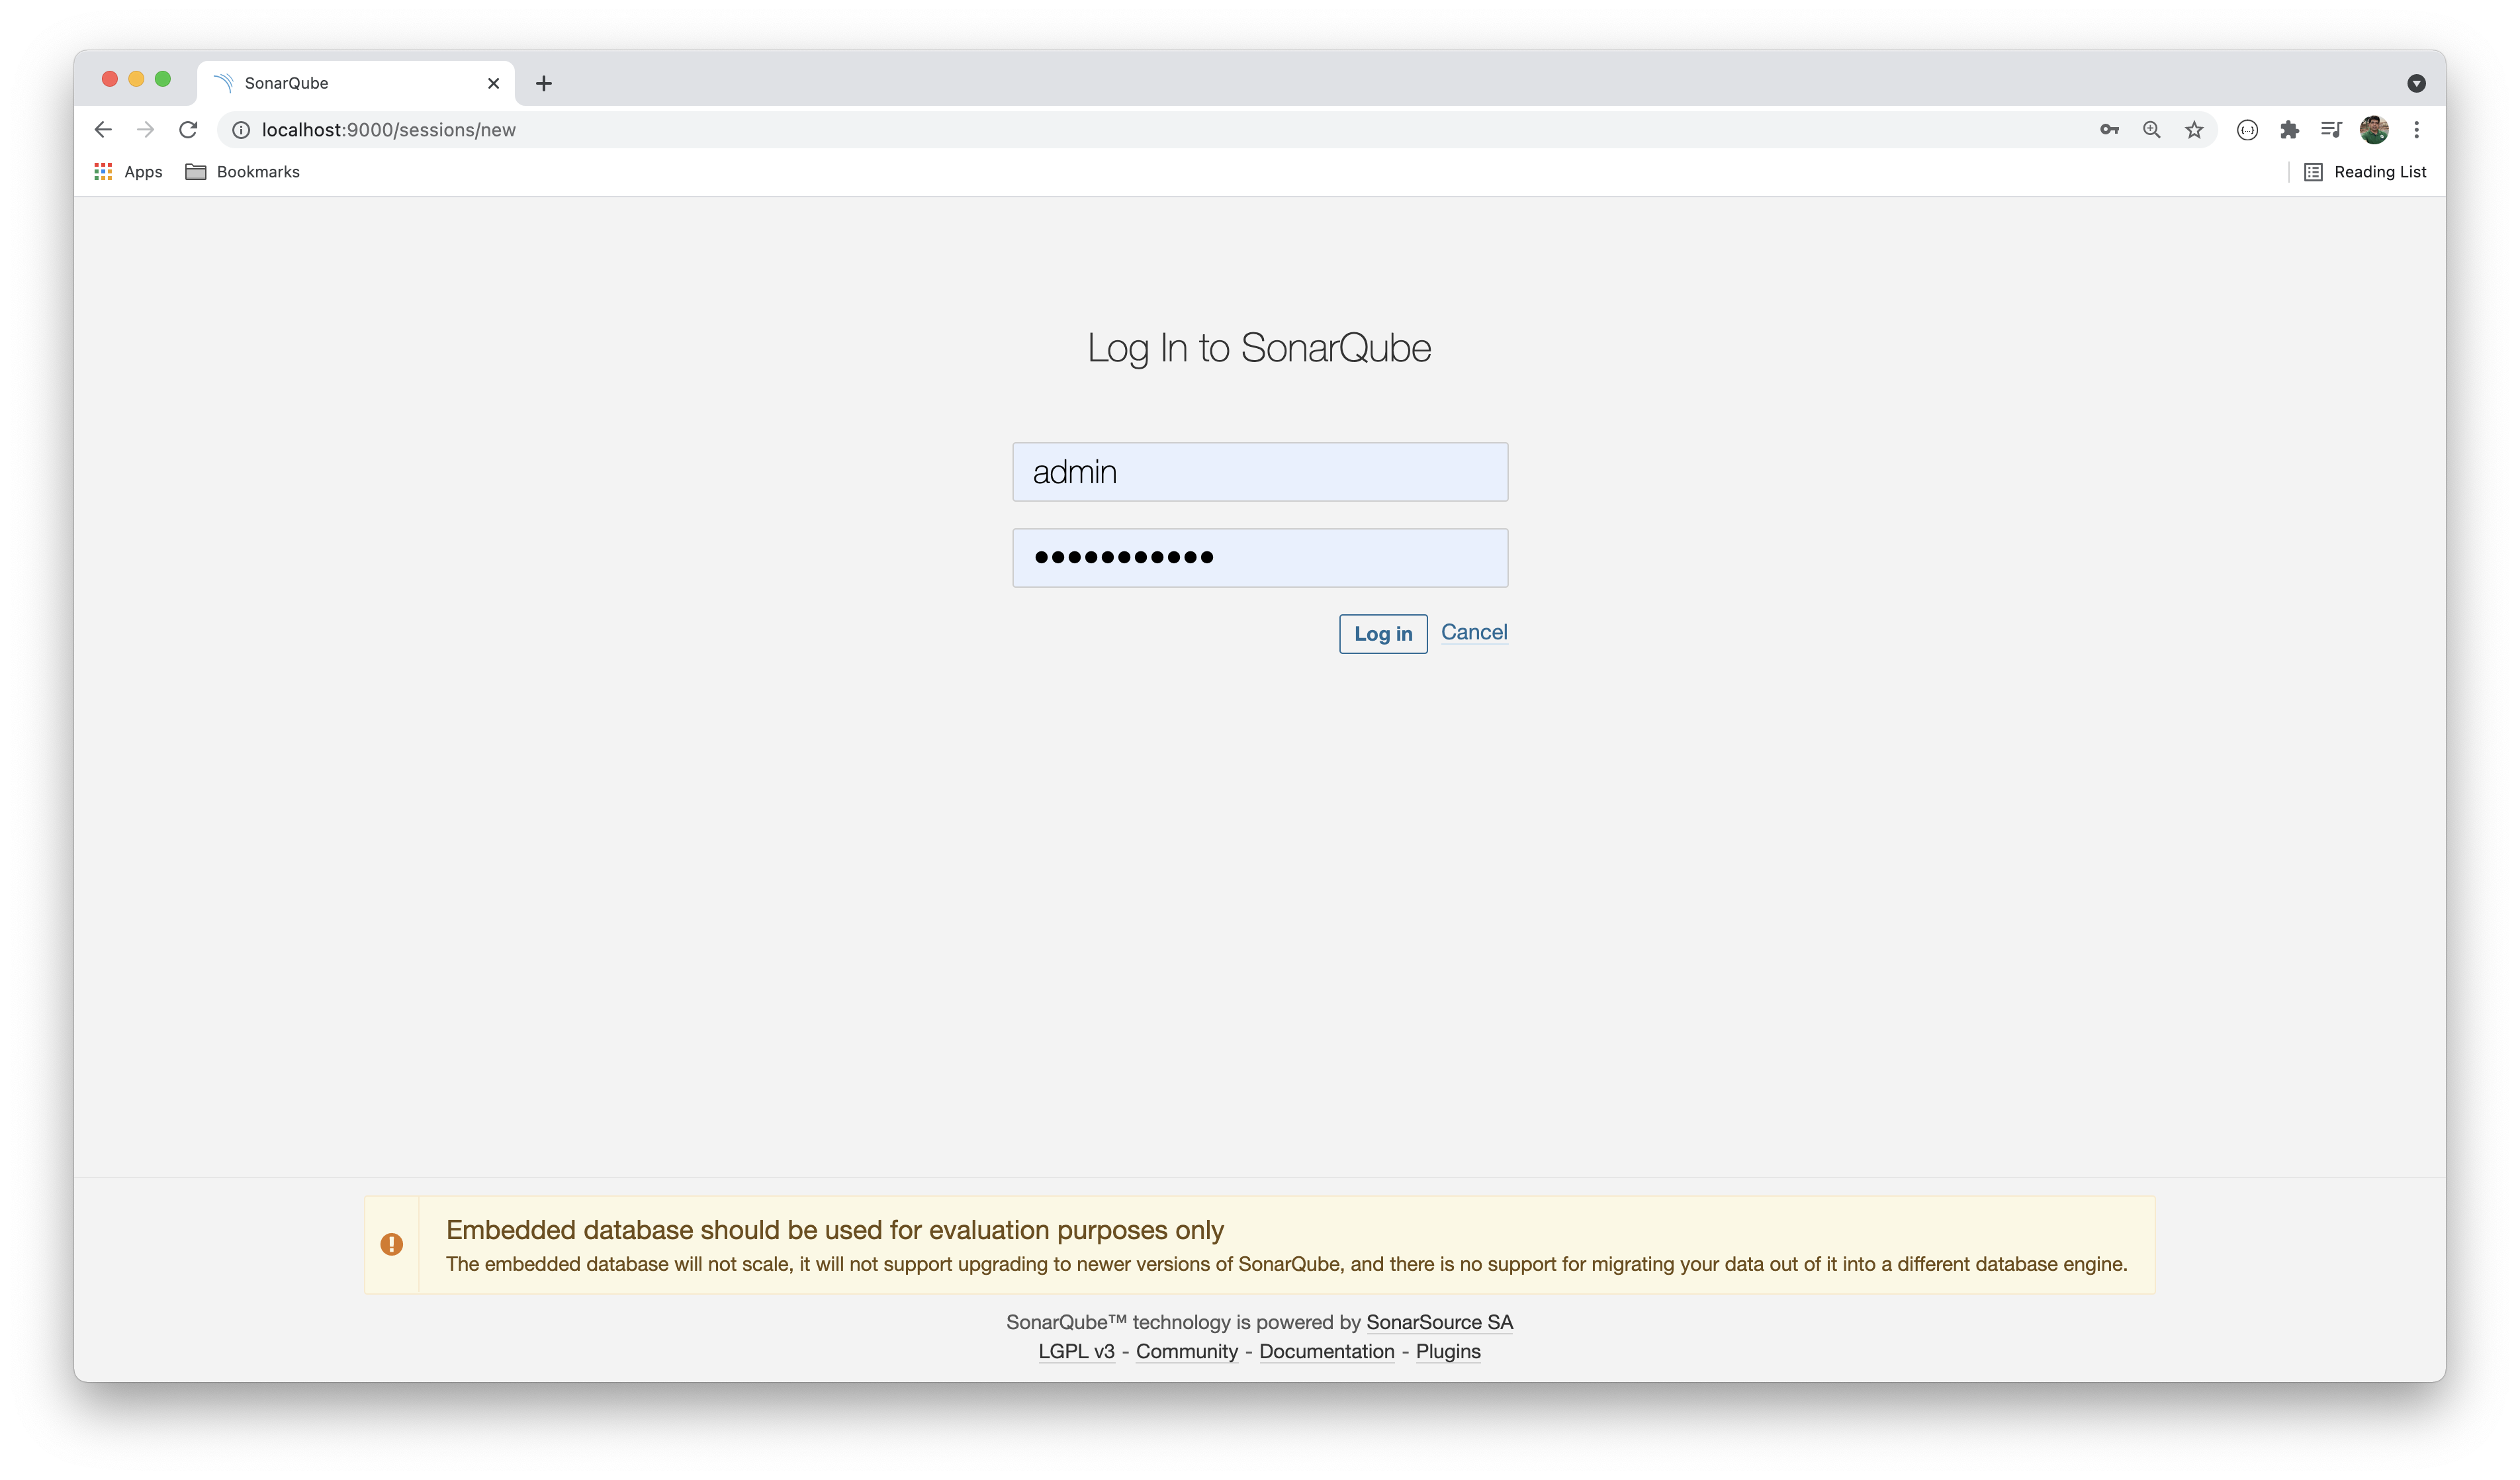 SonarQube
localhost:9000/sessions/new
Apps
Bookmarks
Reading List
Log In to SonarQube
admin
•••••••••••
Log in
Cancel
Embedded database should be used for evaluation purposes only
The embedded database will not scale, it will not support upgrading to newer versions of SonarQube, and there is no support for migrating your data out of it into a different database engine.
SonarQube™ technology is powered by SonarSource SA
LGPL v3 - Community - Documentation - Plugins